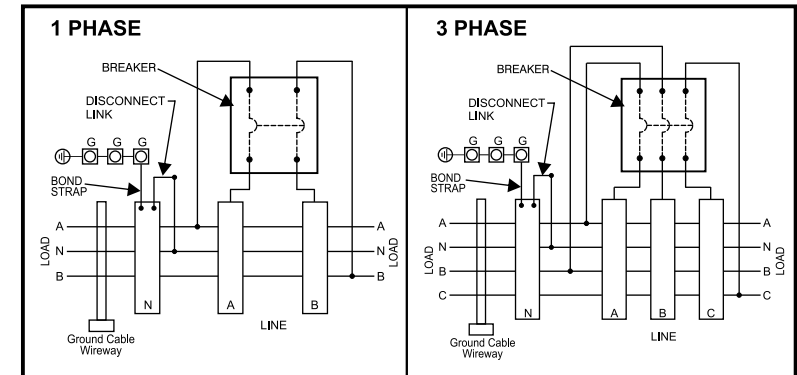 1 PHASE
BREAKER
DISCONNECT
LINK
G G G
BOND
STRAP
A A
N N
B B
LOAD
LOAD
N A B
LINE
Ground Cable
Wireway
3 PHASE
BREAKER
DISCONNECT
LINK
G G G
BOND
STRAP
A A
N N
B B
C C
LOAD
LOAD
N A B C
LINE
Ground Cable
Wireway